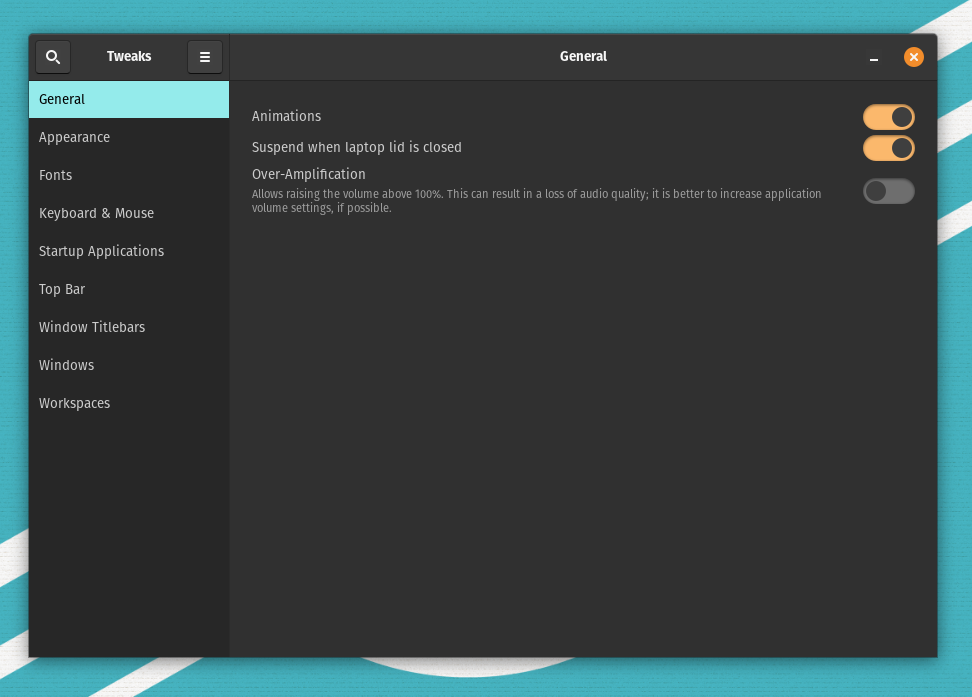 Tweaks
General
General
Appearance
Fonts
Keyboard & Mouse
Startup Applications
Top Bar
Window Titlebars
Windows
Workspaces
Animations
Suspend when laptop lid is closed
Over-Amplification
Allows raising the volume above 100%. This can result in a loss of audio quality; it is better to increase application
volume settings, if possible.